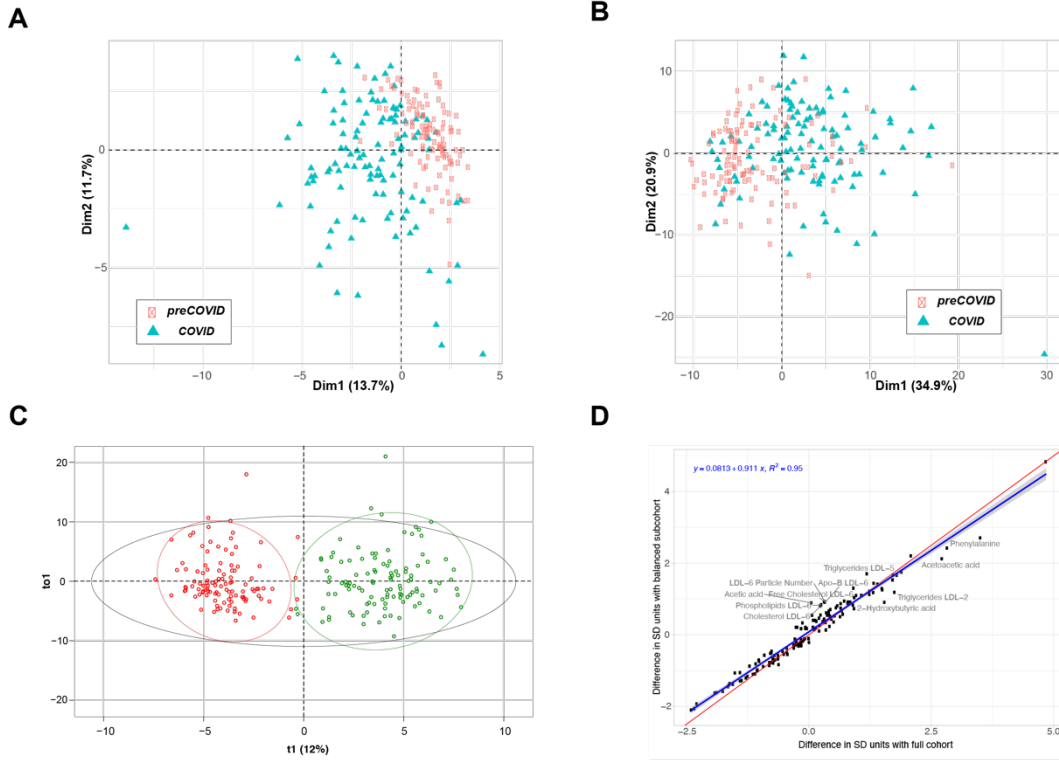 A
−10
−5
0
5
0
−5
Dim2 (11.7%)
preCOVID
COVID
−10
−5
0
5
Dim1 (13.7%)
B
10
0
−10
−20
Dim2 (20.9%)
preCOVID
COVID
−10
0
10
20
30
Dim1 (34.9%)
C
20
10
0
−10
−20
to1
−10
−5
0
5
10
t1 (12%)
D
y = 0.0813 + 0.911 x, R² = 0.95
4
2
0
−2
Difference in SD units with balanced subcohort
Phenylalanine
Acetoacetic acid
Triglycerides LDL−5
LDL−6 Particle Number
Apo−B LDL−6
Acetic acid
Free Cholesterol LDL−6
Triglycerides LDL−2
Phospholipids LDL−6
2−Hydroxybutyric acid
Cholesterol LDL−6
−2.5
0.0
2.5
5.0
Difference in SD units with full cohort